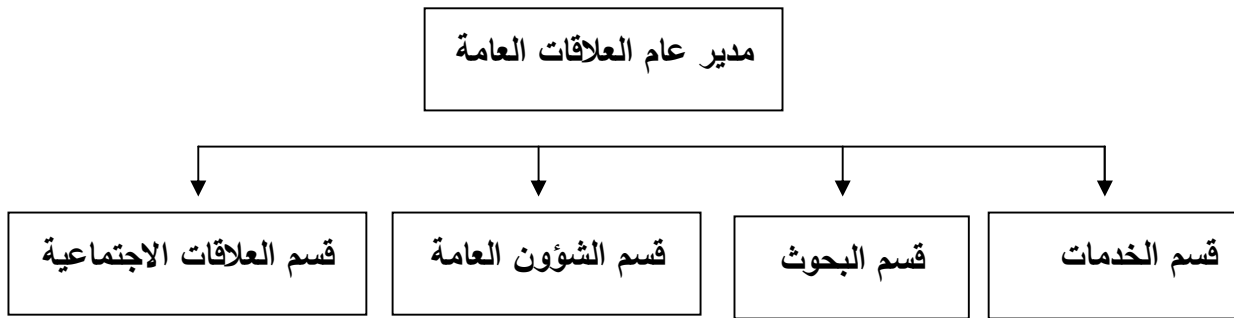 مدير عام العلاقات العامة
قسم الخدمات
قسم البحوث
قسم الشؤون العامة
قسم العلاقات الاجتماعية